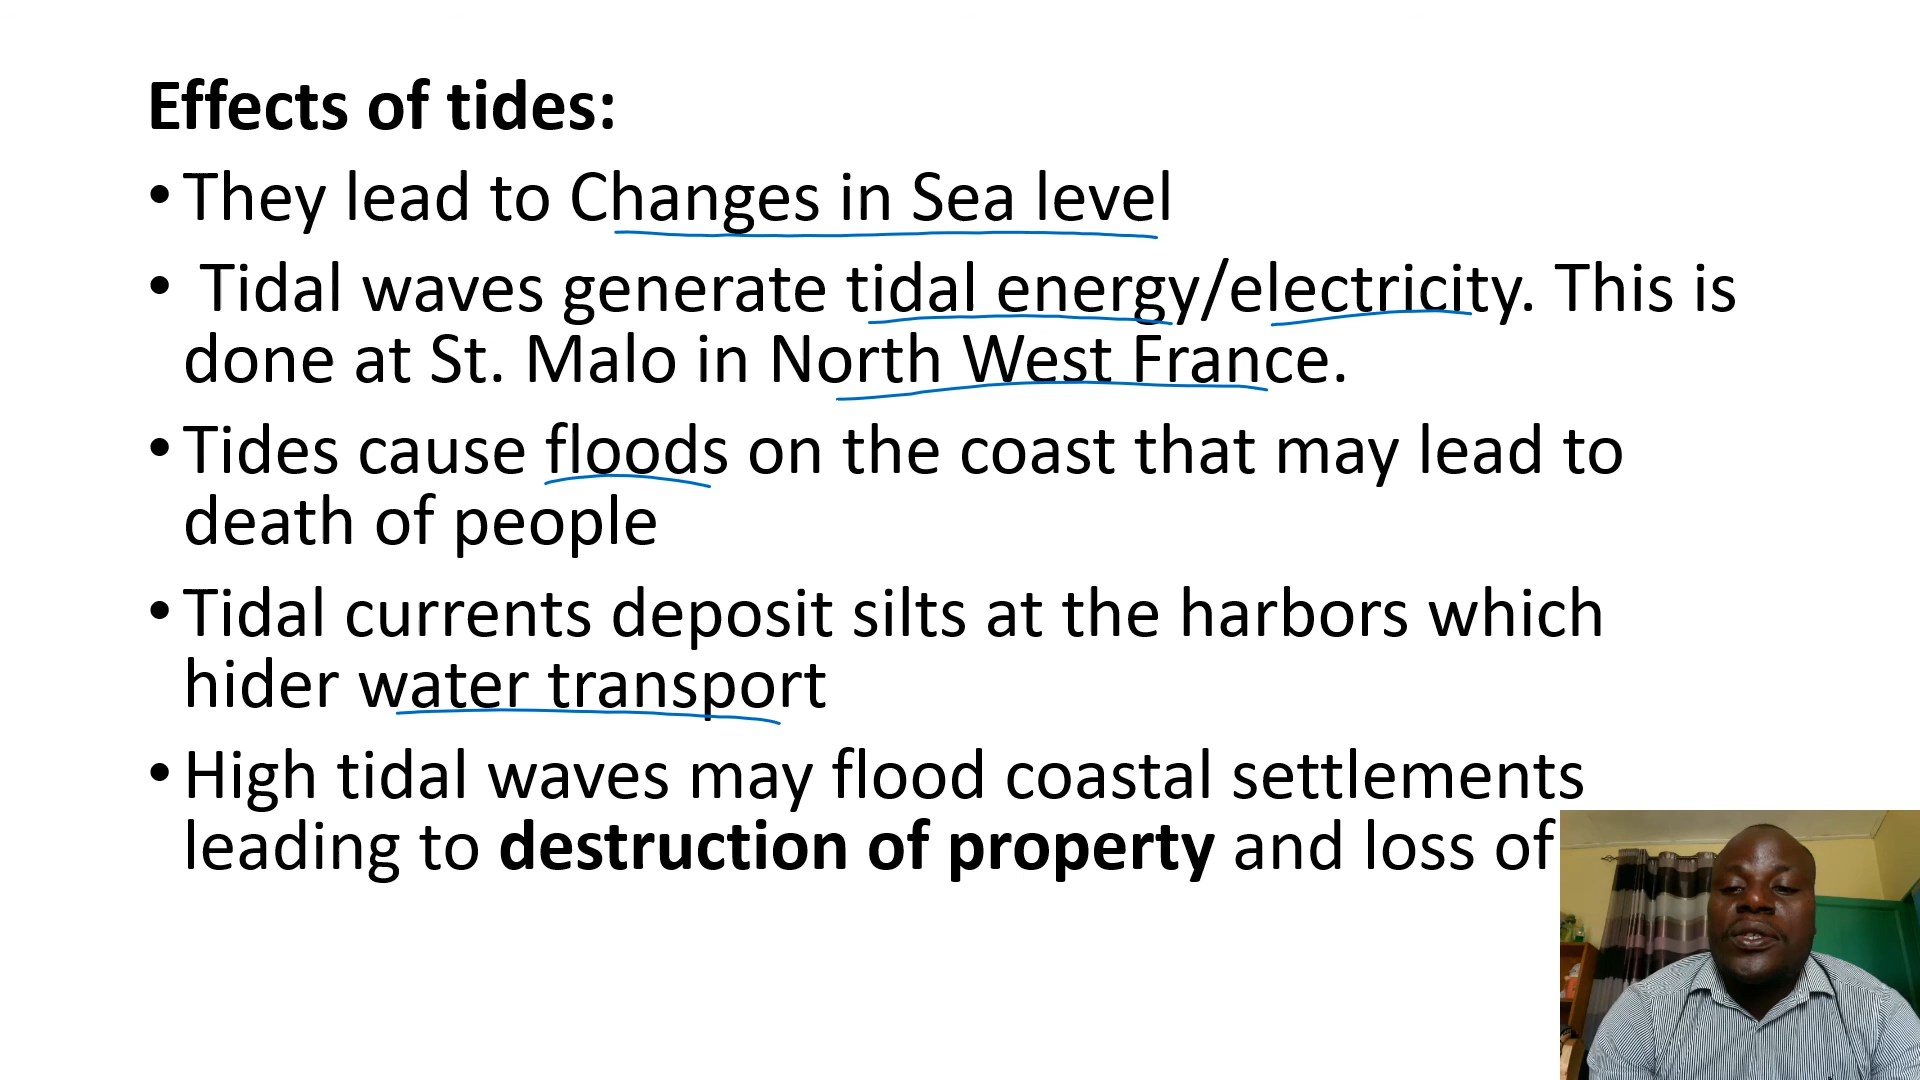 Effects of tides:
• They lead to Changes in Sea level
• Tidal waves generate tidal energy/electricity. This is
done at St. Malo in North West France.
• Tides cause floods on the coast that may lead to
death of people
• Tidal currents deposit silts at the harbors which
hider water transport
• High tidal waves may flood coastal settlements
leading to destruction of property and loss of